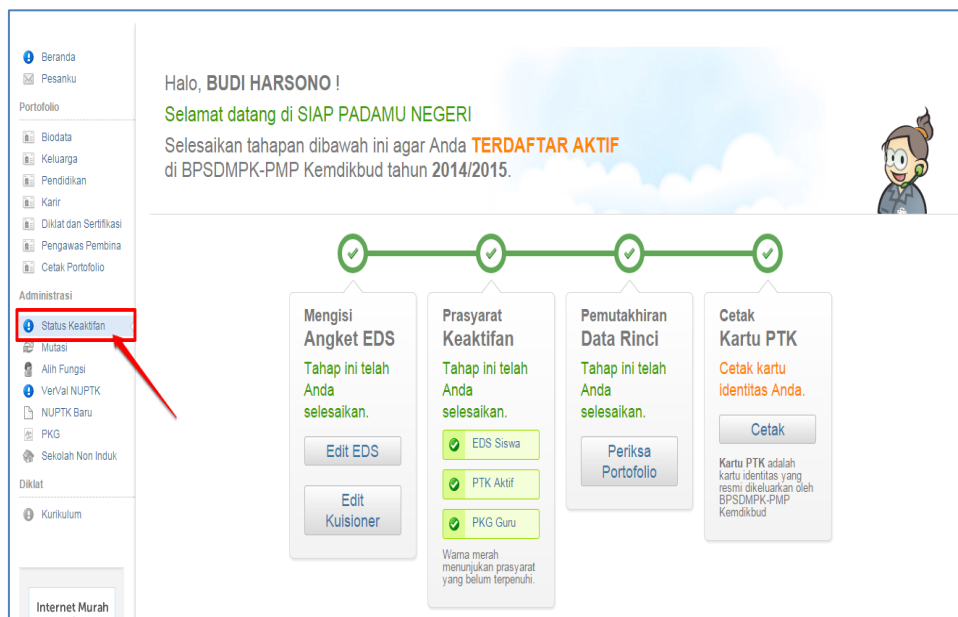 Beranda
Pesanku
Portofolio
Biodata
Keluarga
Pendidikan
Karir
Diklat dan Sertifikasi
Pengawas Pembina
Cetak Portofolio
Administrasi
Status Keaktifan
Mutasi
Alih Fungsi
VerVal NUPTK
NUPTK Baru
PKG
Sekolah Non Induk
Diklat
Kurikulum
Internet Murah
Halo, BUDI HARSONO !
Selamat datang di SIAP PADAMU NEGERI
Selesaikan tahapan dibawah ini agar Anda TERDAFTAR AKTIF
di BPSDMPK-PMP Kemdikbud tahun 2014/2015.
Mengisi
Angket EDS
Tahap ini telah
Anda
selesaikan.
Edit EDS
Edit
Kuisioner
Prasyarat
Keaktifan
Tahap ini telah
Anda
selesaikan.
EDS Siswa
PTK Aktif
PKG Guru
Warna merah
menunjukan prasyarat
yang belum terpenuhi.
Pemutakhiran
Data Rinci
Tahap ini telah
Anda
selesaikan.
Periksa
Portofolio
Cetak
Kartu PTK
Cetak kartu
identitas Anda.
Cetak
Kartu PTK adalah
kartu identitas yang
resmi dikeluarkan oleh
BPSDMPK-PMP
Kemdikbud